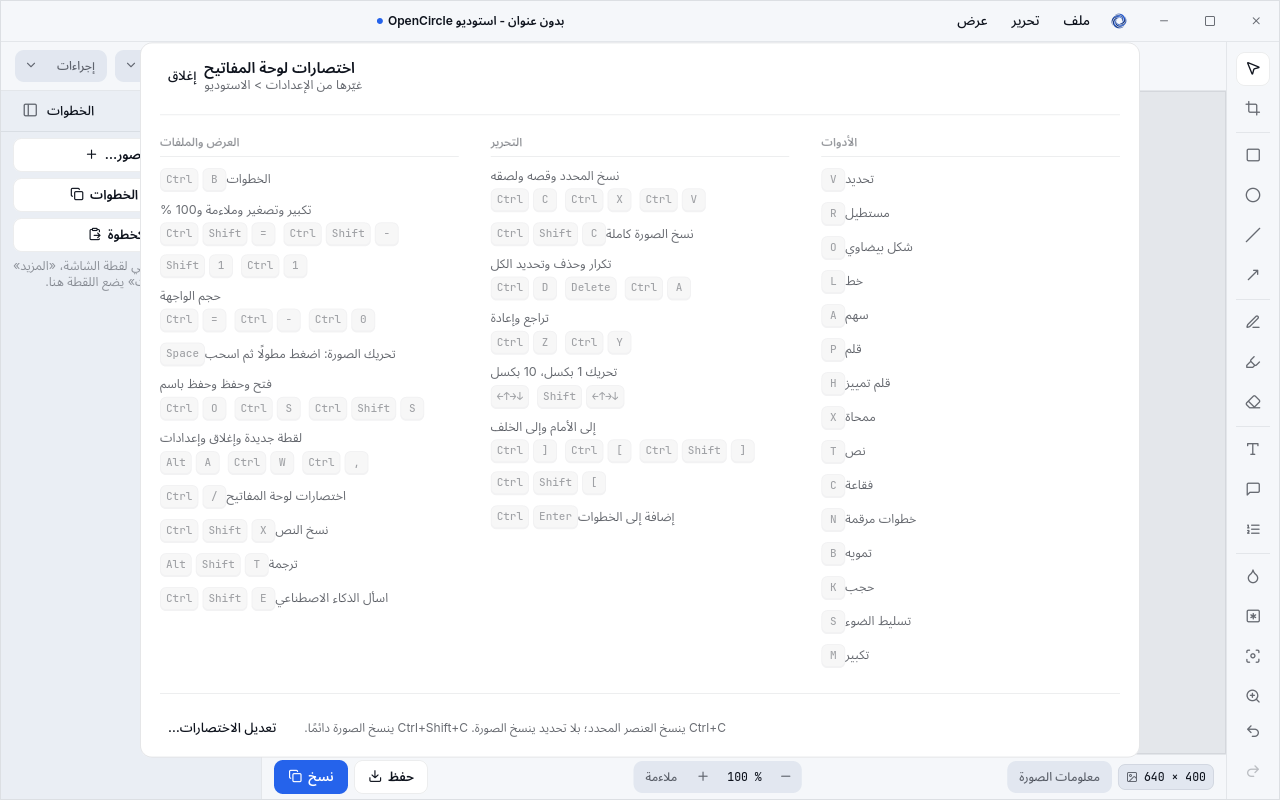 ملف تحرير عرض
بدون عنوان - استوديو OpenCircle
إجراءات
الخطوات
الخطوات
اختصارات لوحة المفاتيح
غيّرها من الإعدادات > الاستوديو
إغلاق
الأدوات
تحديد V
مستطيل R
شكل بيضاوي O
خط L
سهم A
قلم P
قلم تمييز H
ممحاة X
نص T
فقاعة C
خطوات مرقمة N
تمويه B
حجب K
تسليط الضوء S
تكبير M
التحرير
نسخ المحدد وقصه ولصقه
Ctrl C Ctrl X Ctrl V
نسخ الصورة كاملة Ctrl Shift C
تكرار وحذف وتحديد الكل
Ctrl D Delete Ctrl A
تراجع وإعادة
Ctrl Z Ctrl Y
تحريك 1 بكسل، 10 بكسل
←↑→↓ Shift ←↑→↓
إلى الأمام وإلى الخلف
Ctrl ] Ctrl [ Ctrl Shift ]
Ctrl Shift [
إضافة إلى الخطوات Ctrl Enter
العرض والملفات
الخطوات Ctrl B
تكبير وتصغير وملاءمة و100 %
Ctrl Shift = Ctrl Shift -
Shift 1 Ctrl 1
حجم الواجهة
Ctrl = Ctrl - Ctrl 0
تحريك الصورة: اضغط مطولًا ثم اسحب Space
فتح وحفظ وحفظ باسم
Ctrl O Ctrl S Ctrl Shift S
لقطة جديدة وإغلاق وإعدادات
Alt A Ctrl W Ctrl ,
اختصارات لوحة المفاتيح Ctrl /
نسخ النص Ctrl Shift X
ترجمة Alt Shift T
اسأل الذكاء الاصطناعي Ctrl Shift E
لقطة الشاشة، «المزيد»
يضع اللقطة هنا.
Ctrl+C ينسخ العنصر المحدد؛ بلا تحديد ينسخ الصورة. Ctrl+Shift+C ينسخ الصورة دائمًا.
تعديل الاختصارات...
640 × 400
معلومات الصورة
100 %
ملاءمة
حفظ
نسخ